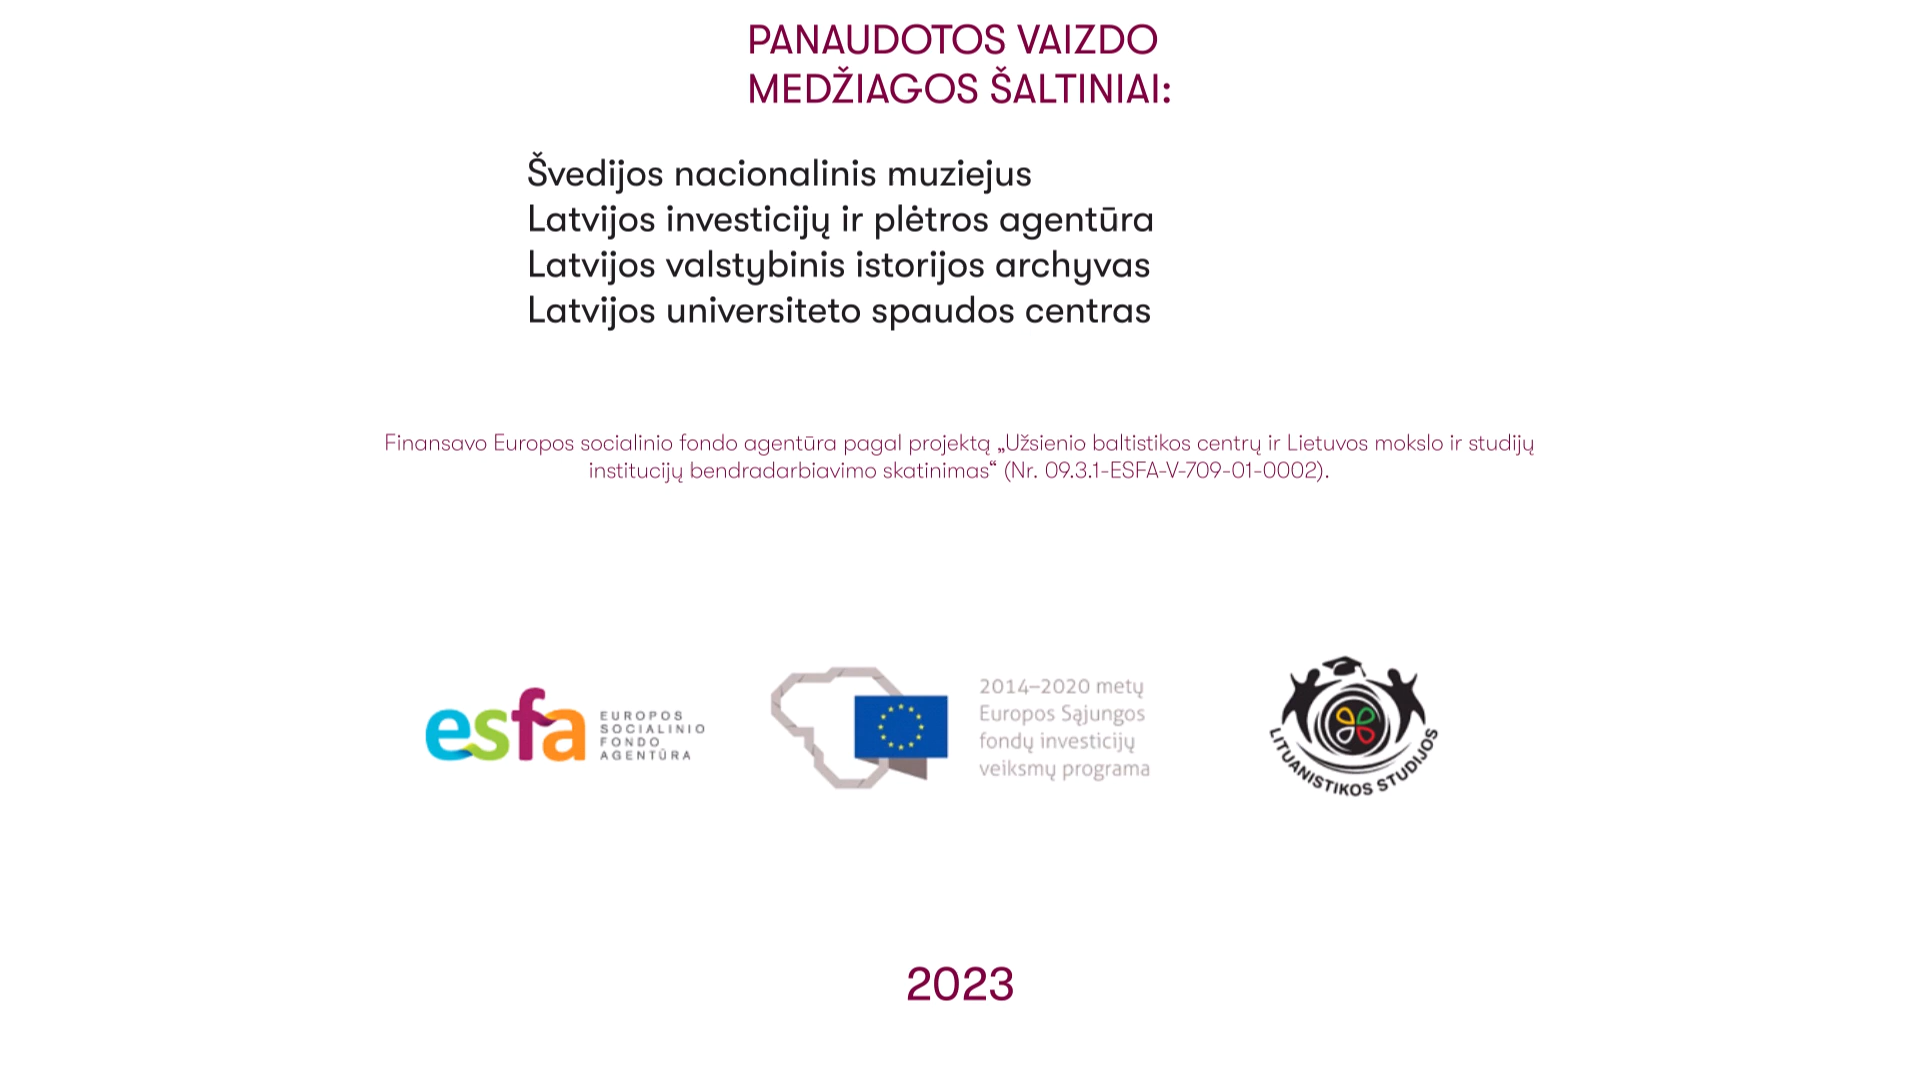 PANAUDOTOS VAIZDO
MEDŽIAGOS ŠALTINIAI:
Švedijos nacionalinis muziejus
Latvijos investicijų ir plėtros agentūra
Latvijos valstybinis istorijos archyvas
Latvijos universiteto spaudos centras
Finansavo Europos socialinio fondo agentūra pagal projektą „Užsienio baltistikos centrų ir Lietuvos mokslo ir studijų
institucijų bendradarbiavimo skatinimas“ (Nr. 09.3.1-ESFA-V-709-01-0002).
esfa
EUROPOS
SOCIALINIO
FONDO
AGENTŪRA
2014–2020 metų
Europos Sąjungos
fondų investicijų
veiksmų programa
LITUANISTIKOS STUDIJOS
2023